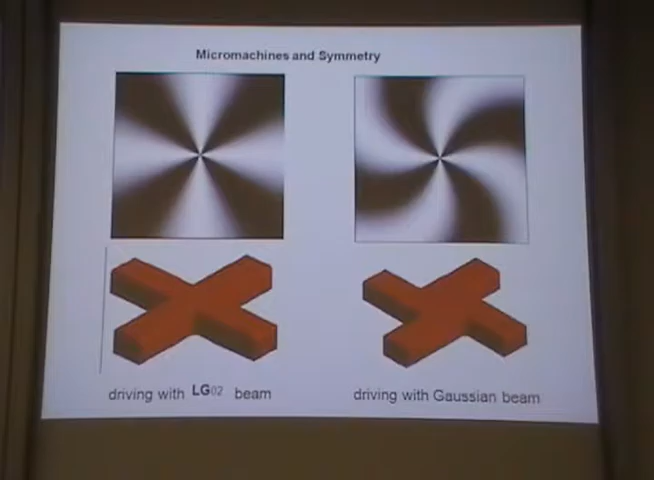 Micromachines and Symmetry
driving with LG02 beam
driving with Gaussian beam